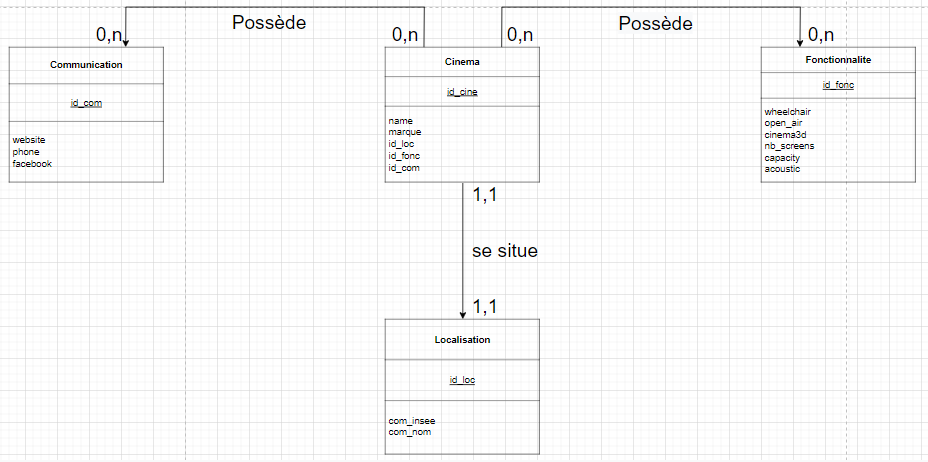 Possède
0,n
0,n
Possède
0,n
0,n
Communication
id_com
website
phone
facebook
Cinema
id_cine
name
marque
id_loc
id_fonc
id_com
Fonctionnalite
id_fonc
wheelchair
open_air
cinema3d
nb_screens
capacity
acoustic
1,1
se situe
1,1
Localisation
id_loc
com_insee
com_nom